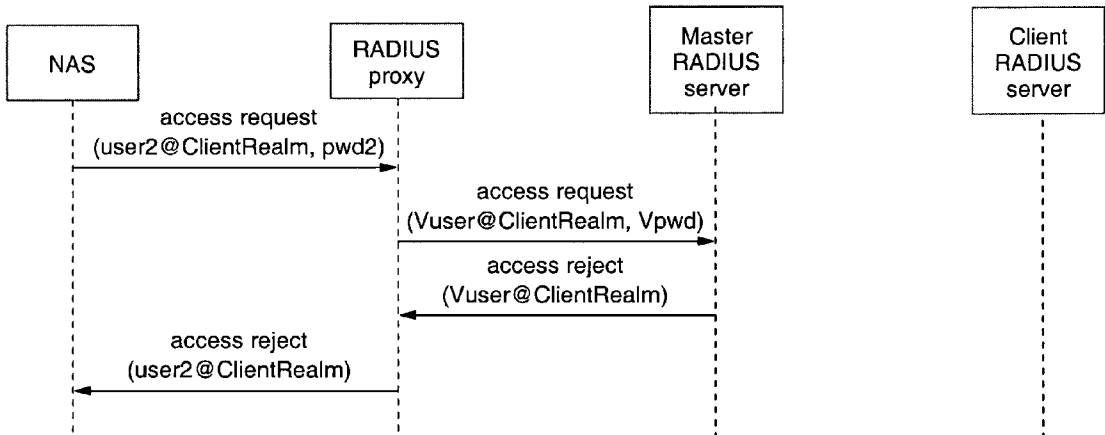 NAS
RADIUS
proxy
Master
RADIUS
server
Client
RADIUS
server
access request
(user2@ClientRealm, pwd2)
access request
(Vuser@ClientRealm, Vpwd)
access reject
(Vuser@ClientRealm)
access reject
(user2@ClientRealm)